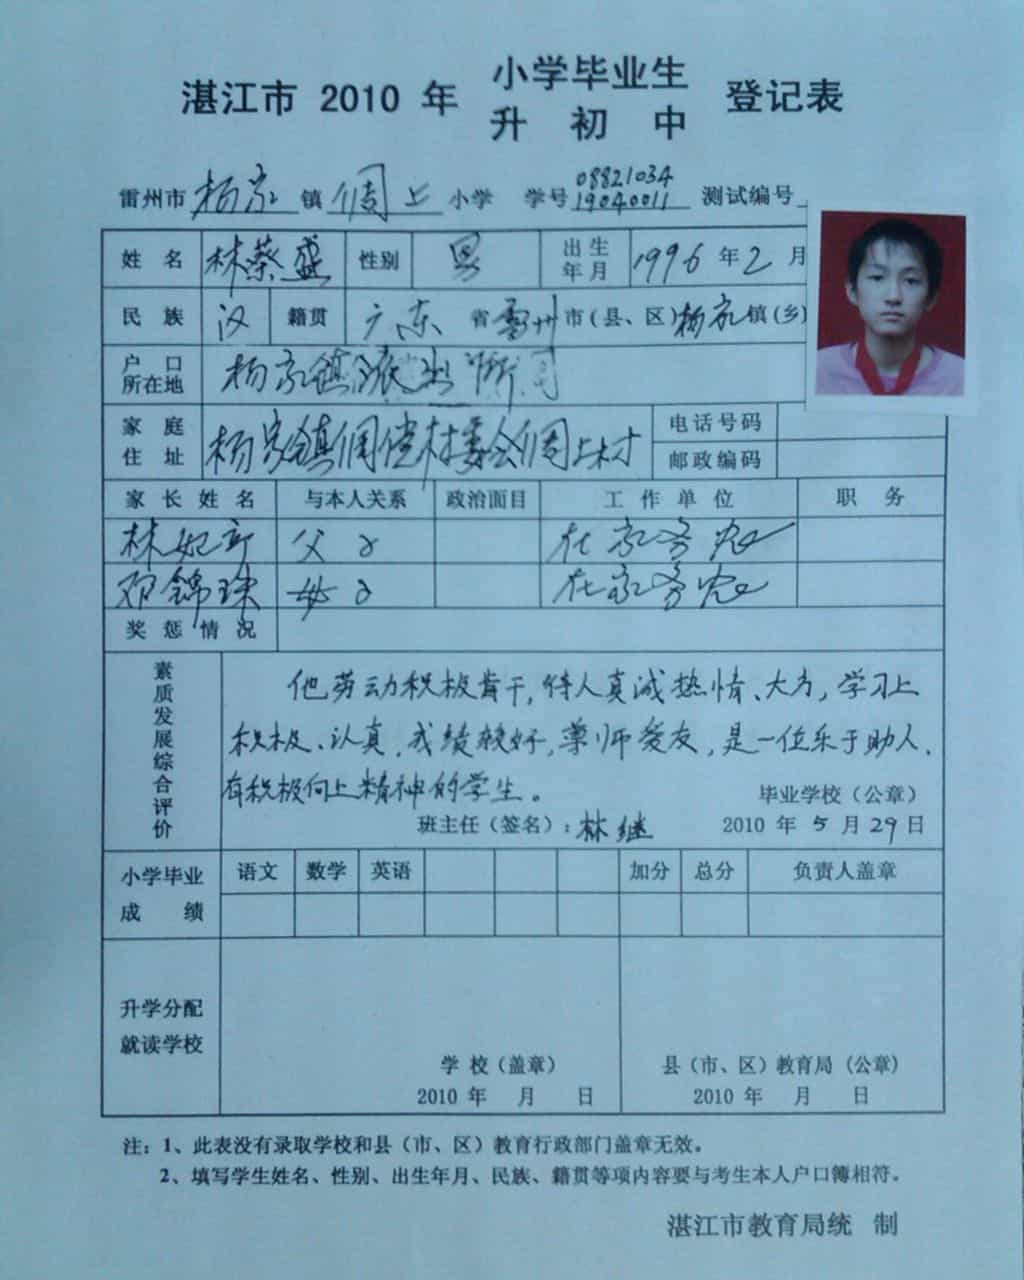 湛江市 2010 年 小学毕业生 登记表
升 初 中
雷州市 杨家 镇 倜上 小学 学号 0882103419040011 测试编号
姓 名 林蔡盛 性别 男 出生年月 1996 年 2 月
民 族 汉 籍贯 广东 省 雷州 市(县、区) 杨家 镇(乡)
户 口 所在地 杨家镇派出所
家 庭 住 址 杨家镇 村委会倜上村 电话号码
邮政编码
家 长 姓 名 与本人关系 政治面目 工 作 单 位 职 务
林妃 父子 在家务农
邓锦珠 母子 在家务农
奖 惩 情 况
素质发展综合评价
他劳动积极肯干,待人真诚热情、大方,学习上
积极、认真,成绩较好,尊师爱友,是一位乐于助人,
有积极向上精神的学生。
毕业学校(公章)
班主任(签名):林继 2010 年 5 月 29 日
小学毕业成 绩 语文 数学 英语 加分 总分 负责人盖章
升学分配
就读学校
学 校(盖章) 县(市、区)教育局 (公章)
2010 年 月 日 2010 年 月 日
注:1、此表没有录取学校和县(市、区)教育行政部门盖章无效。
2、填写学生姓名、性别、出生年月、民族、籍贯等项内容要与考生本人户口簿相符。
湛江市教育局统 制